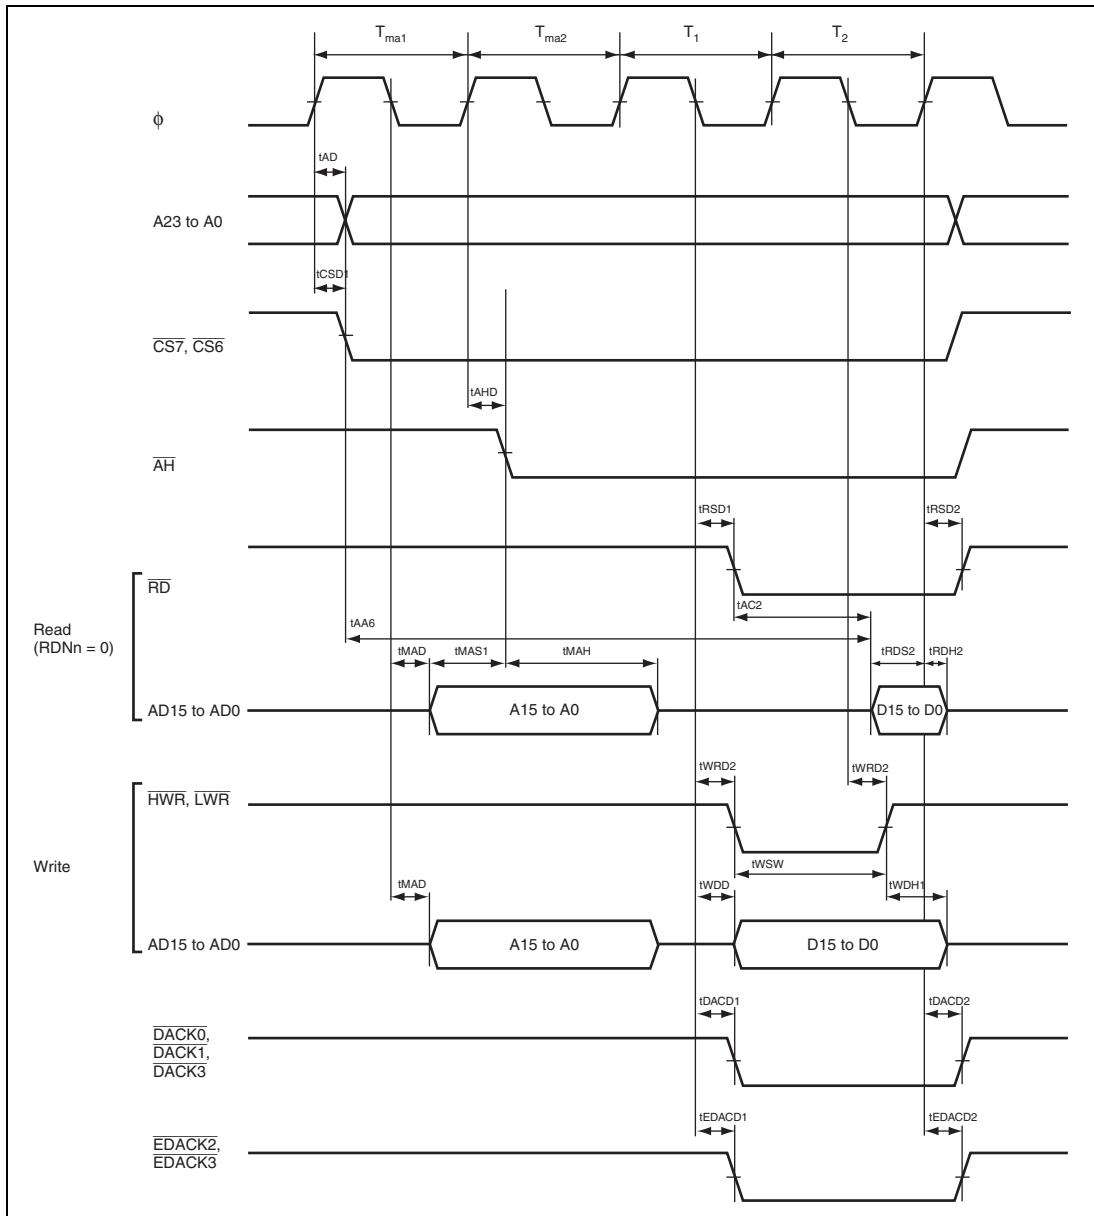 Tma1 Tma2 T1 T2
ϕ
tAD
A23 to A0
tCSD1
CS7, CS6
tAHD
AH
tRSD1 tRSD2
RD
tAC2
Read
(RDNn = 0)
tAA6
tMAD tMAS1 tMAH tRDS2 tRDH2
AD15 to AD0 A15 to A0 D15 to D0
tWRD2 tWRD2
HWR, LWR
Write
tWSW
tMAD tWDD tWDH1
AD15 to AD0 A15 to A0 D15 to D0
tDACD1 tDACD2
DACK0,
DACK1,
DACK3
tEDACD1 tEDACD2
EDACK2,
EDACK3